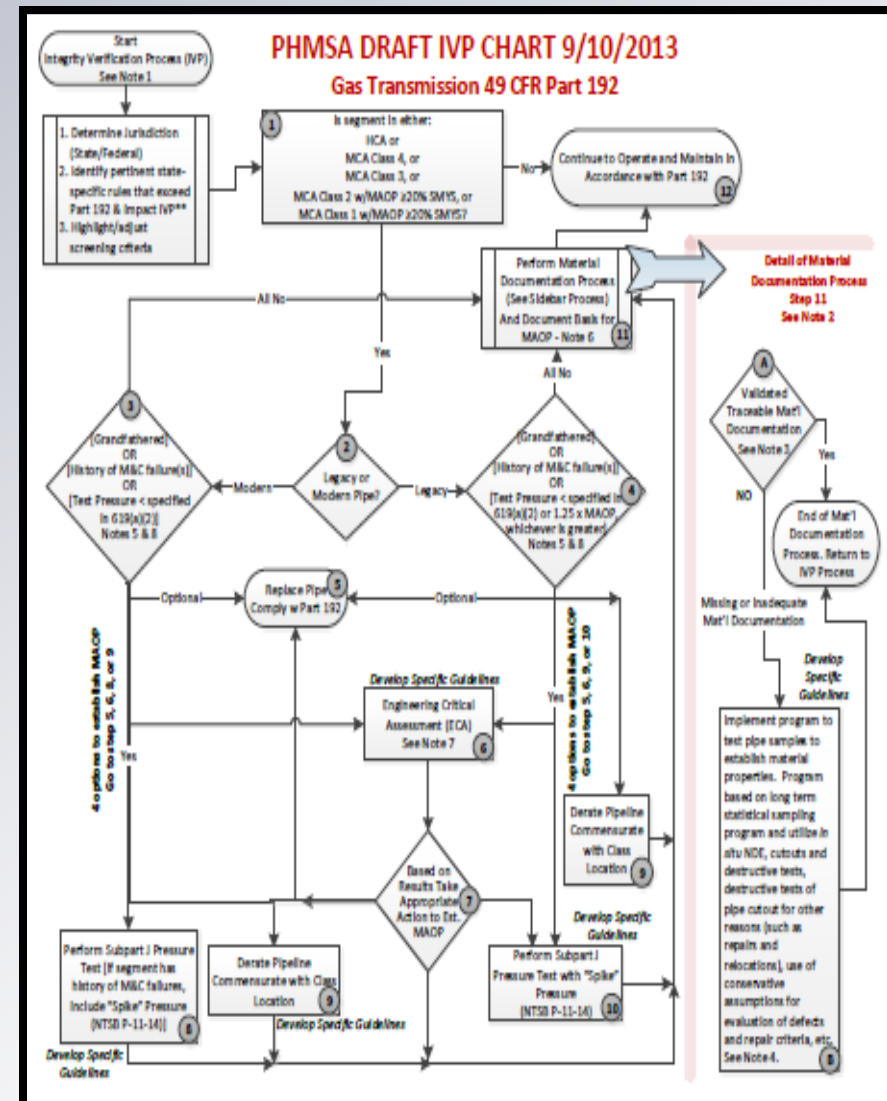 PHMSA DRAFT IVP CHART 9/10/2013
Gas Transmission 49 CFR Part 192
Start
Integrity Verification Process (IVP)
See Note 1
1. Determine Jurisdiction
(State/Federal)
2. Identify pertinent state-
specific rules that exceed
Part 192 & Impact IVP**
3. Highlight/adjust
screening criteria
1
Is segment in either:
HCA or
MCA Class 4, or
MCA Class 3, or
MCA Class 2 w/MAOP ≥20% SMYS, or
MCA Class 1 w/MAOP ≥20% SMYS?
No
Continue to Operate and Maintain in
Accordance with Part 192
12
Yes
Perform Material
Documentation Process
(See Sidebar Process)
And Document Basis for
MAOP - Note 6
11
All No
All No
Detail of Material
Documentation Process
Step 11
See Note 2
3
[Grandfathered]
OR
[History of M&C failure(s)]
OR
[Test Pressure < specified
in 619(a)(2)]
Notes 5 & 8
Modern
2
Legacy or
Modern Pipe?
Legacy
[Grandfathered]
OR
[History of M&C failure(s)]
OR
[Test Pressure < specified in
619(a)(2) or 1.25 x MAOP,
whichever is greater]
Notes 5 & 8
4
A
Validated
Traceable Mat'l
Documentation
See Note 3
Yes
NO
End of Mat'l
Documentation
Process. Return to
IVP Process
Missing or Inadequate
Mat'l Documentation
Develop
Specific
Guidelines
Optional
Replace Pipe
Comply w Part 192
5
Optional
4 options to establish MAOP
Go to step 5, 6, 8, or 9
Yes
Develop Specific Guidelines
Engineering Critical
Assessment (ECA)
See Note 7
6
Yes
4 options to establish MAOP
Go to step 5, 6, 9, or 10
Derate Pipeline
Commensurate with Class
Location
9
Based on
Results Take
Appropriate
Action to Est.
MAOP
7
Develop Specific
Guidelines
Perform Subpart J Pressure
Test [If segment has
history of M&C failures,
include "Spike" Pressure
(NTSB P-11-14)]
8
Develop Specific
Guidelines
Derate Pipeline
Commensurate with Class
Location
9
Develop Specific Guidelines
Perform Subpart J
Pressure Test with "Spike"
Pressure
(NTSB P-11-14)
10
Implement program to
test pipe samples to
establish material
properties. Program
based on long term
statistical sampling
program and utilize in
situ NDE, cutouts and
destructive tests,
destructive tests of
pipe cutout for other
reasons (such as
repairs and
relocations), use of
conservative
assumptions for
evaluation of defects
and repair criteria, etc.
See Note 4.
B